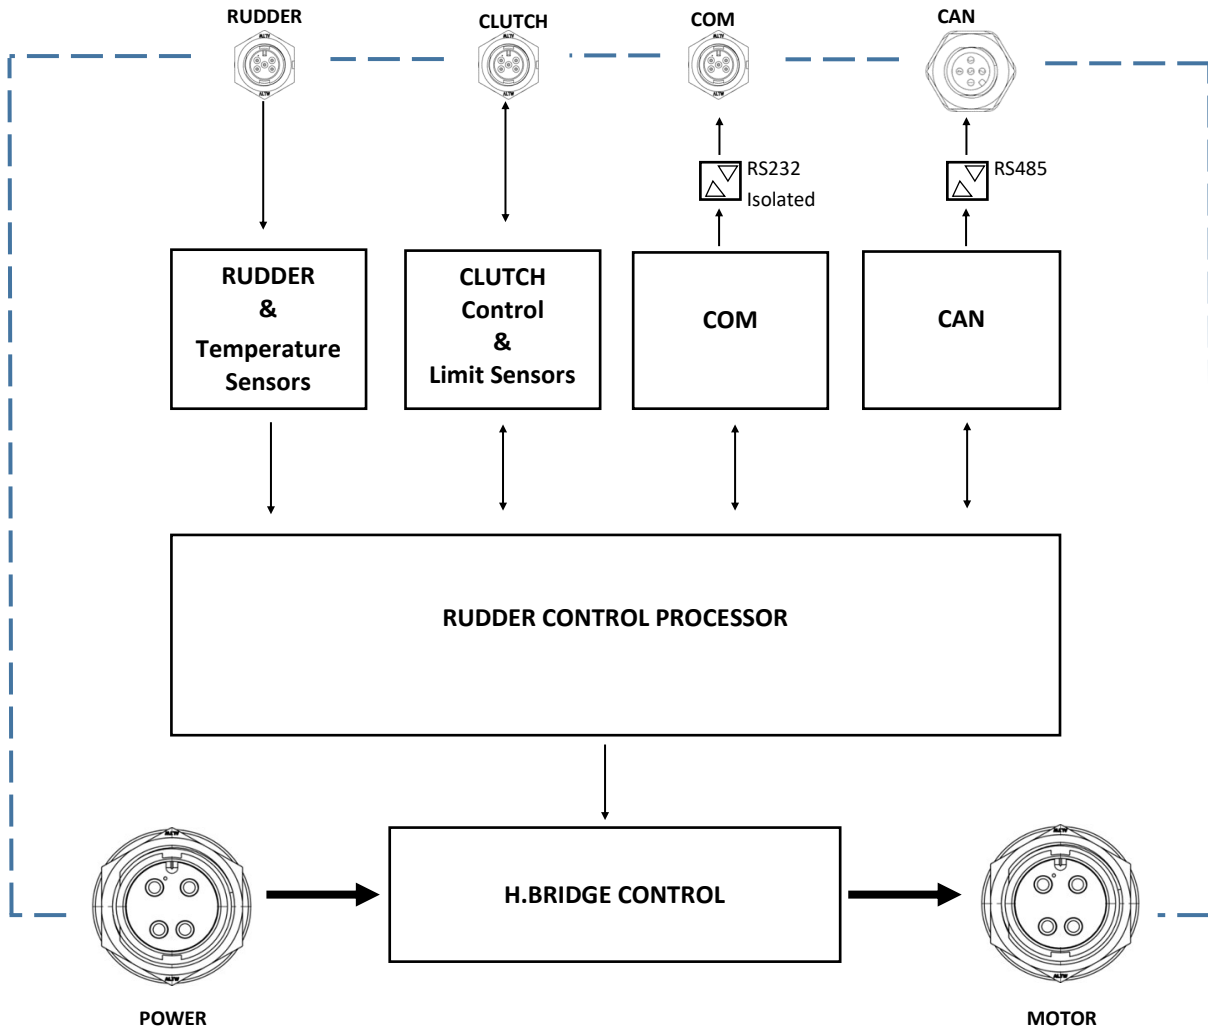 RUDDER
CLUTCH
COM
CAN
RS232
Isolated
RS485
RUDDER
&
Temperature
Sensors
CLUTCH
Control
&
Limit Sensors
COM
CAN
RUDDER CONTROL PROCESSOR
H.BRIDGE CONTROL
POWER
MOTOR